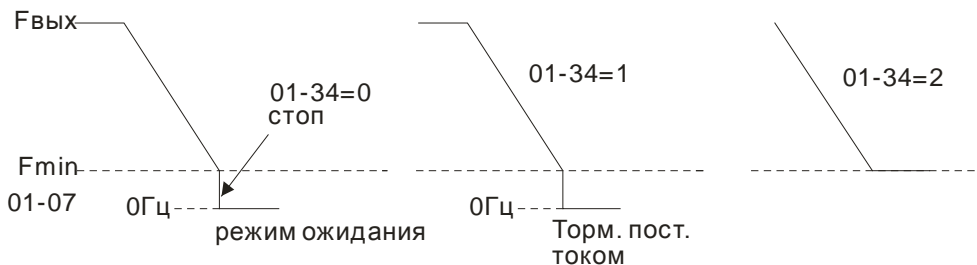 Fвых
01-34=0
стоп
Fmin
01-07
0Гц
режим ожидания
01-34=1
0Гц
Торм. пост.
током
01-34=2